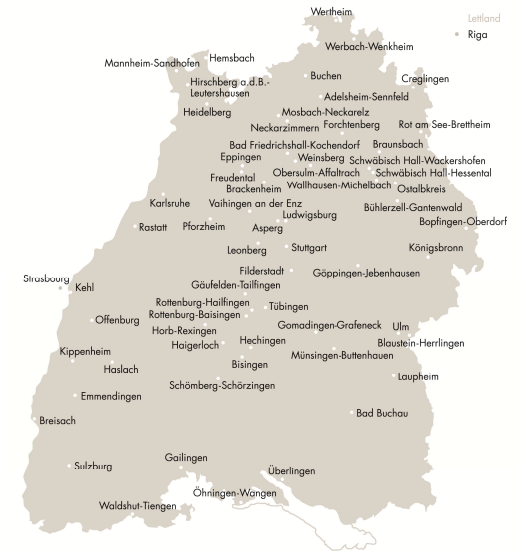 Wertheim
Lettland
Riga
Werbach-Wenkheim
Hemsbach
Mannheim-Sandhofen
Buchen
Creglingen
Hirschberg a.d.B.-
Leutershausen
Adelsheim-Sennfeld
Heidelberg
Mosbach-Neckarelz
Neckarzimmern
Forchtenberg
Rot am See-Brettheim
Bad Friedrichshall-Kochendorf
Braunsbach
Eppingen
Weinsberg
Schwäbisch Hall-Wackershofen
Freudental
Obersulm-Affaltrach
Schwäbisch Hall-Hessental
Brackenheim
Wallhausen-Michelbach
Ostalbkreis
Karlsruhe
Vaihingen an der Enz
Bühlerzell-Gantenwald
Ludwigsburg
Bopfingen-Oberdorf
Rastatt
Pforzheim
Asperg
Leonberg
Stuttgart
Königsbronn
Filderstadt
Göppingen-Jebenhausen
Strasbourg
Kehl
Gäufelden-Tailfingen
Rottenburg-Hailfingen
Tübingen
Rottenburg-Baisingen
Offenburg
Horb-Rexingen
Gomadingen-Grafeneck
Ulm
Haigerloch
Hechingen
Blaustein-Herrlingen
Kippenheim
Münsingen-Buttenhausen
Haslach
Bisingen
Laupheim
Schömberg-Schörzingen
Emmendingen
Bad Buchau
Breisach
Sulzburg
Gailingen
Überlingen
Öhningen-Wangen
Waldshut-Tiengen